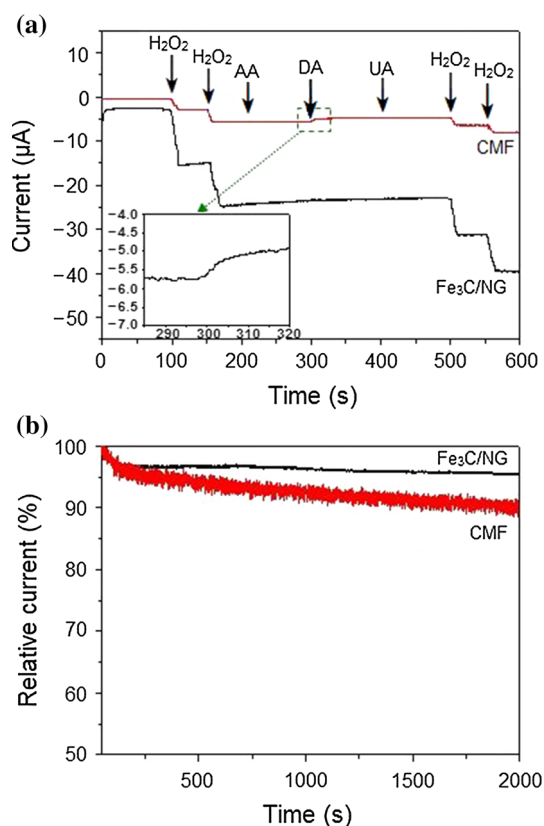 (a)
H₂O₂ H₂O₂ AA DA UA H₂O₂ H₂O₂
10
0
−10
−20
−30
−40
−50
Current (μA)
CMF
Fe₃C/NG
−4.0
−4.5
−5.0
−5.5
−6.0
−6.5
−7.0
290 300 310 320
0 100 200 300 400 500 600
Time (s)
(b)
100
90
80
70
60
50
Relative current (%)
Fe₃C/NG
CMF
500 1000 1500 2000
Time (s)